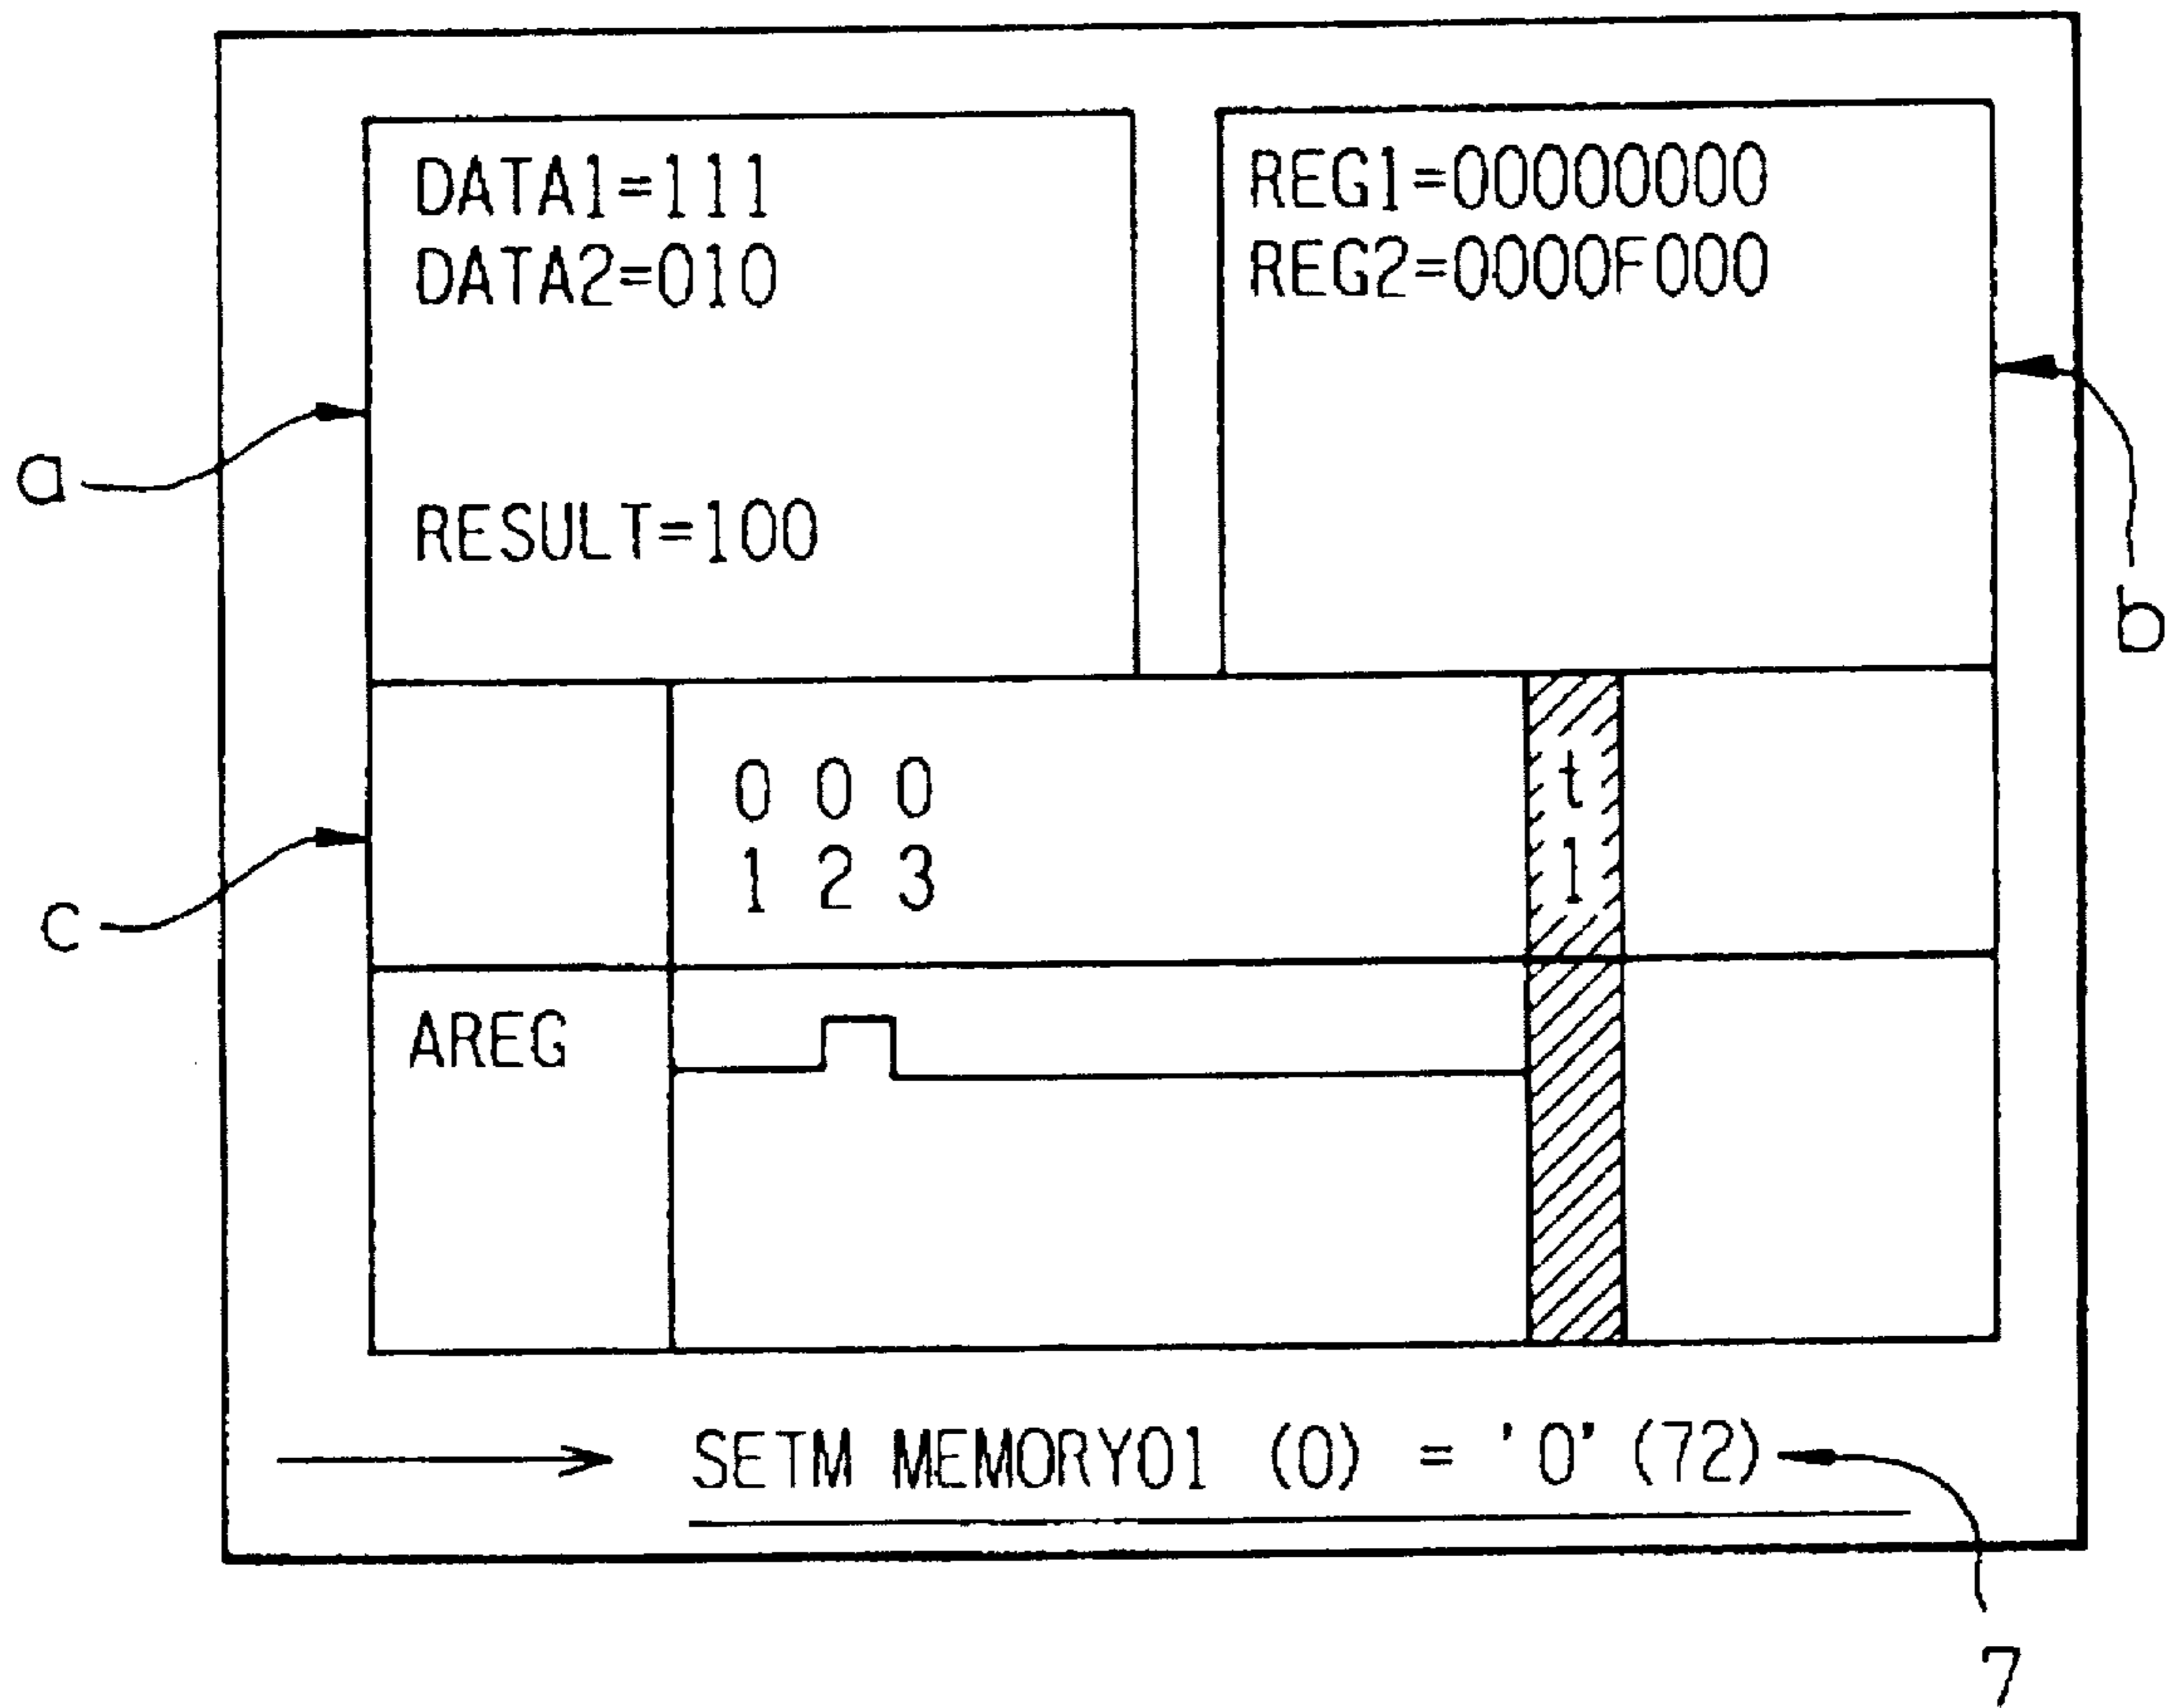 DATA1=111
DATA2=010
RESULT=100
REG1=00000000
REG2=0000F000
a
b
c
0 0 0 t
1 2 3 1
AREG
SETM MEMORY01 (0) = '0' (72)
7